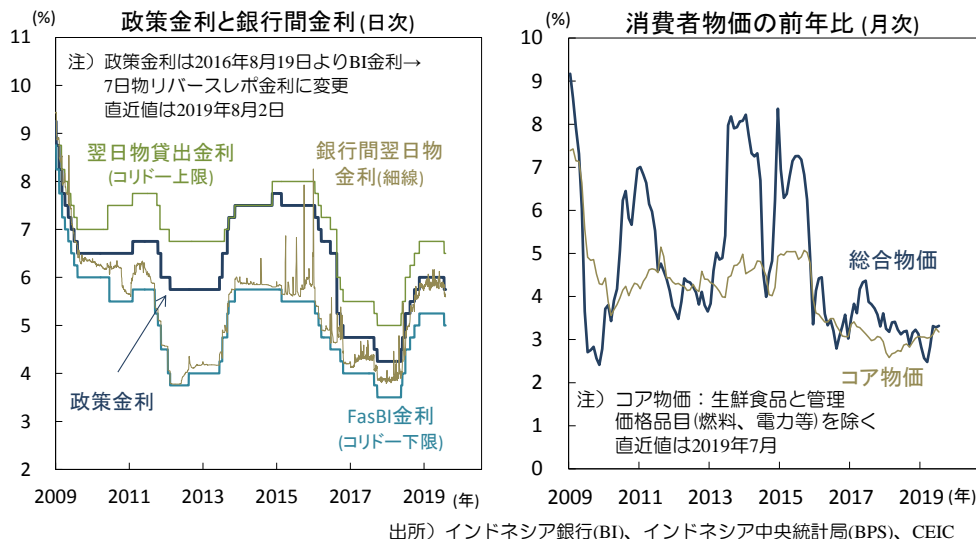 政策金利と銀行間金利(日次)
(%)
11
10
9
8
7
6
5
4
3
2
注）政策金利は2016年8月19日よりBI金利→
7日物リバースレポ金利に変更
直近値は2019年8月2日
翌日物貸出金利
(コリドー上限)
銀行間翌日物
金利(細線)
政策金利
FasBI金利
(コリドー下限)
2009 2011 2013 2015 2017 2019 (年)
消費者物価の前年比(月次)
(%)
10
9
8
7
6
5
4
3
2
1
0
総合物価
コア物価
注）コア物価：生鮮食品と管理
価格品目(燃料、電力等)を除く
直近値は2019年7月
2009 2011 2013 2015 2017 2019 (年)
出所）インドネシア銀行(BI)、インドネシア中央統計局(BPS)、CEIC